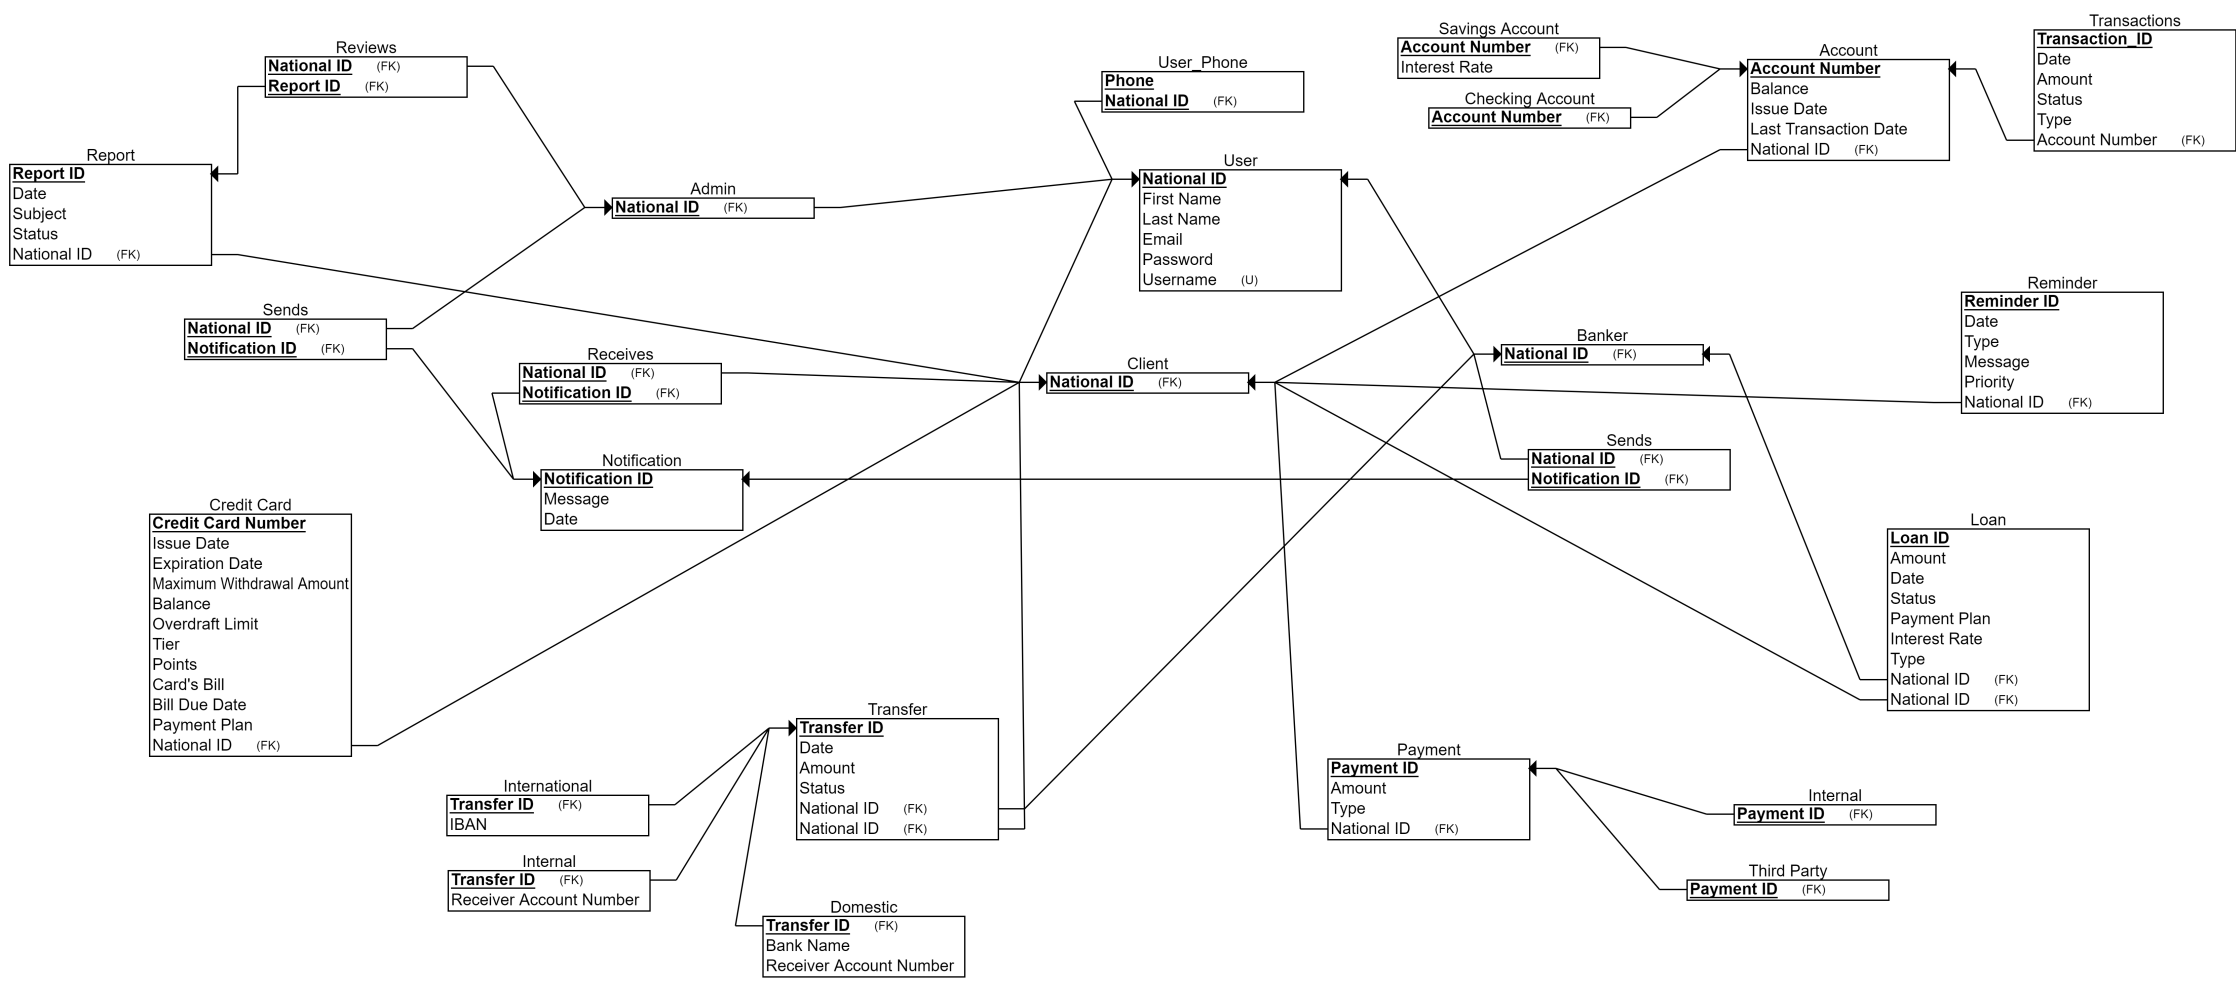 Reviews
National ID (FK)
Report ID (FK)
Report
Report ID
Date
Subject
Status
National ID (FK)
Sends
National ID (FK)
Notification ID (FK)
Admin
National ID (FK)
User_Phone
Phone
National ID (FK)
User
National ID
First Name
Last Name
Email
Password
Username (U)
Savings Account
Account Number (FK)
Interest Rate
Checking Account
Account Number (FK)
Account
Account Number
Balance
Issue Date
Last Transaction Date
National ID (FK)
Transactions
Transaction_ID
Date
Amount
Status
Type
Account Number (FK)
Reminder
Reminder ID
Date
Type
Message
Priority
National ID (FK)
Banker
National ID (FK)
Client
National ID (FK)
Receives
National ID (FK)
Notification ID (FK)
Notification
Notification ID
Message
Date
Sends
National ID (FK)
Notification ID (FK)
Credit Card
Credit Card Number
Issue Date
Expiration Date
Maximum Withdrawal Amount
Balance
Overdraft Limit
Tier
Points
Card's Bill
Bill Due Date
Payment Plan
National ID (FK)
Loan
Loan ID
Amount
Date
Status
Payment Plan
Interest Rate
Type
National ID (FK)
National ID (FK)
Transfer
Transfer ID
Date
Amount
Status
National ID (FK)
National ID (FK)
International
Transfer ID (FK)
IBAN
Internal
Transfer ID (FK)
Receiver Account Number
Domestic
Transfer ID (FK)
Bank Name
Receiver Account Number
Payment
Payment ID
Amount
Type
National ID (FK)
Internal
Payment ID (FK)
Third Party
Payment ID (FK)